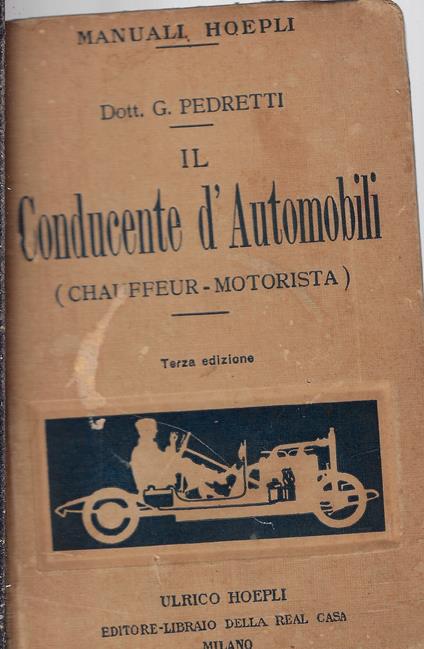 MANUALI HOEPLI
Dott. G. PEDRETTI
IL
Conducente d'Automobili
(CHAUFFEUR-MOTORISTA)
Terza edizione
ULRICO HOEPLI
EDITORE-LIBRAIO DELLA REAL CASA
MILANO